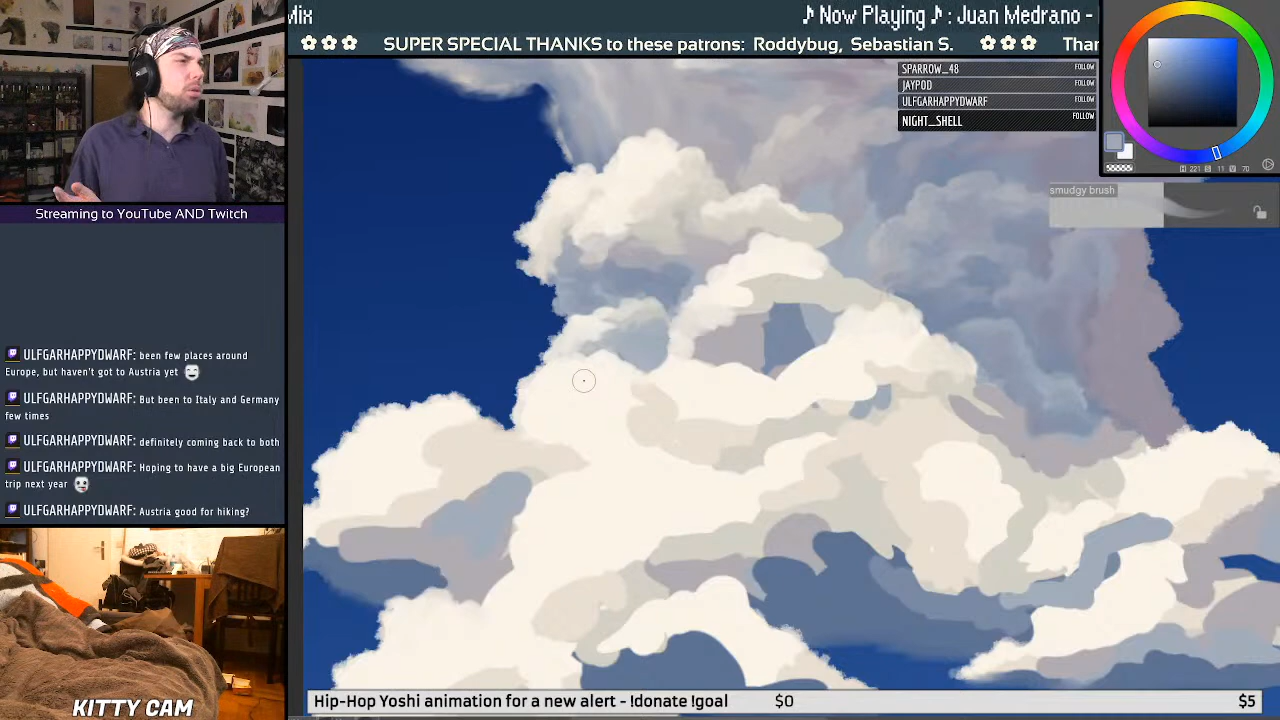 Mix
♪ Now Playing ♪ : Juan Medrano -
✿ ✿ ✿ SUPER SPECIAL THANKS to these patrons: Roddybug, Sebastian S. ✿ ✿ ✿ Than
SPARROW_48 FOLLOW
JAYPOD FOLLOW
ULFGARHAPPYDWARF FOLLOW
NIGHT_SHELL FOLLOW
H 221 S 11 V 70
smudgy brush
Streaming to YouTube AND Twitch
ULFGARHAPPYDWARF: been few places around
Europe, but haven't got to Austria yet
ULFGARHAPPYDWARF: But been to Italy and Germany
few times
ULFGARHAPPYDWARF: definitely coming back to both
ULFGARHAPPYDWARF: Hoping to have a big European
trip next year
ULFGARHAPPYDWARF: Austria good for hiking?
KITTY CAM
Hip-Hop Yoshi animation for a new alert - !donate !goal $0 $5